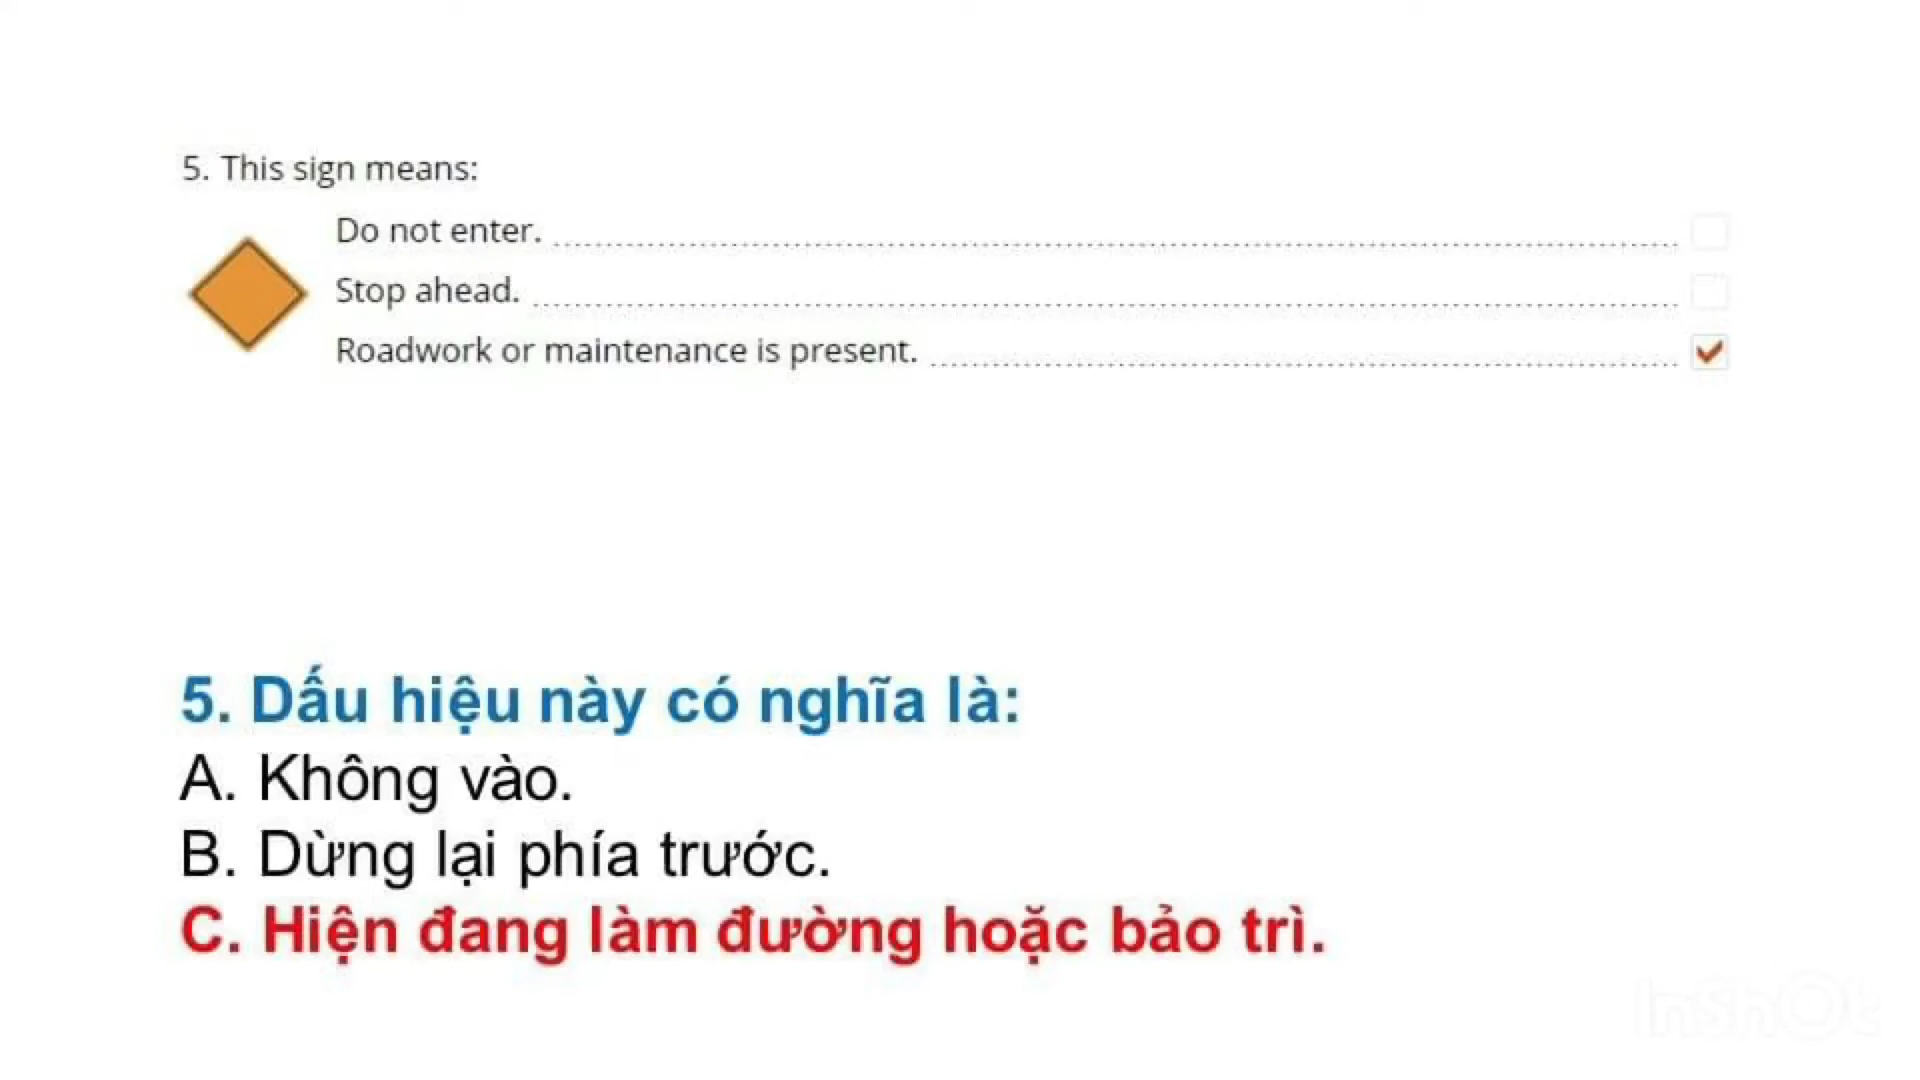 5. This sign means:
Do not enter.
Stop ahead.
Roadwork or maintenance is present.
5. Dấu hiệu này có nghĩa là:
A. Không vào.
B. Dừng lại phía trước.
C. Hiện đang làm đường hoặc bảo trì.
InShOt